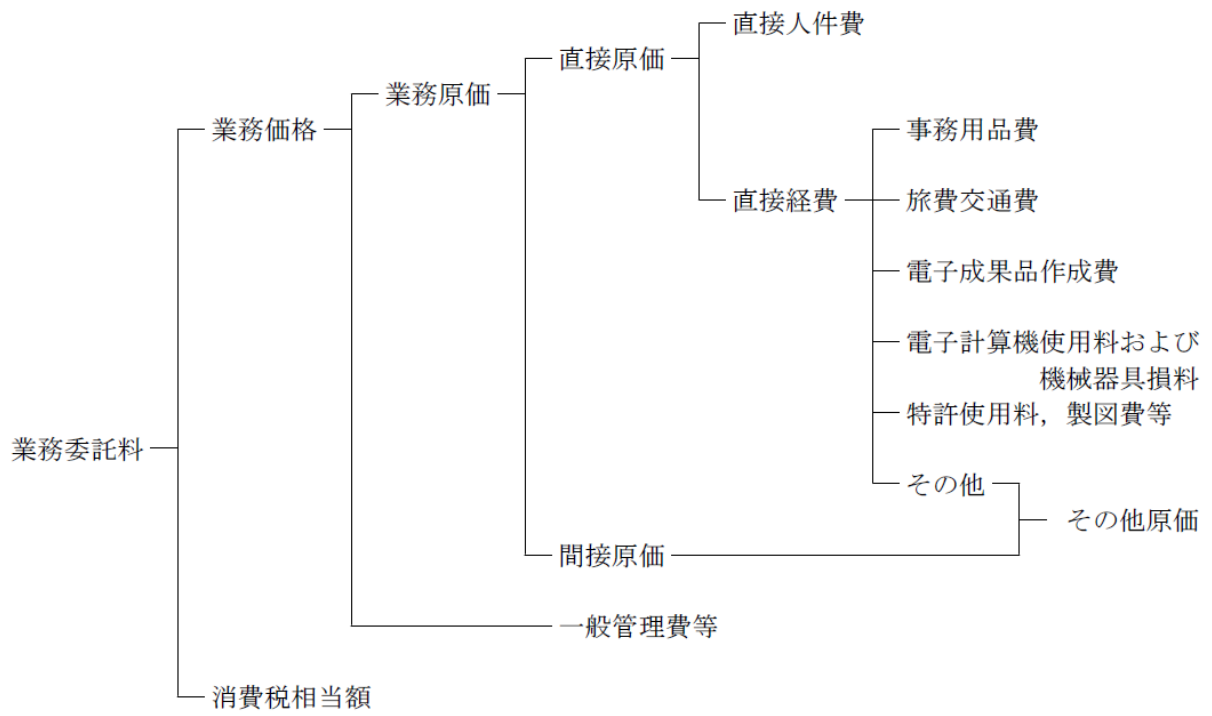 直接人件費
直接原価
業務原価
業務価格
事務用品費
直接経費
旅費交通費
電子成果品作成費
電子計算機使用料および
機械器具損料
特許使用料，製図費等
業務委託料
その他
その他原価
間接原価
一般管理費等
消費税相当額